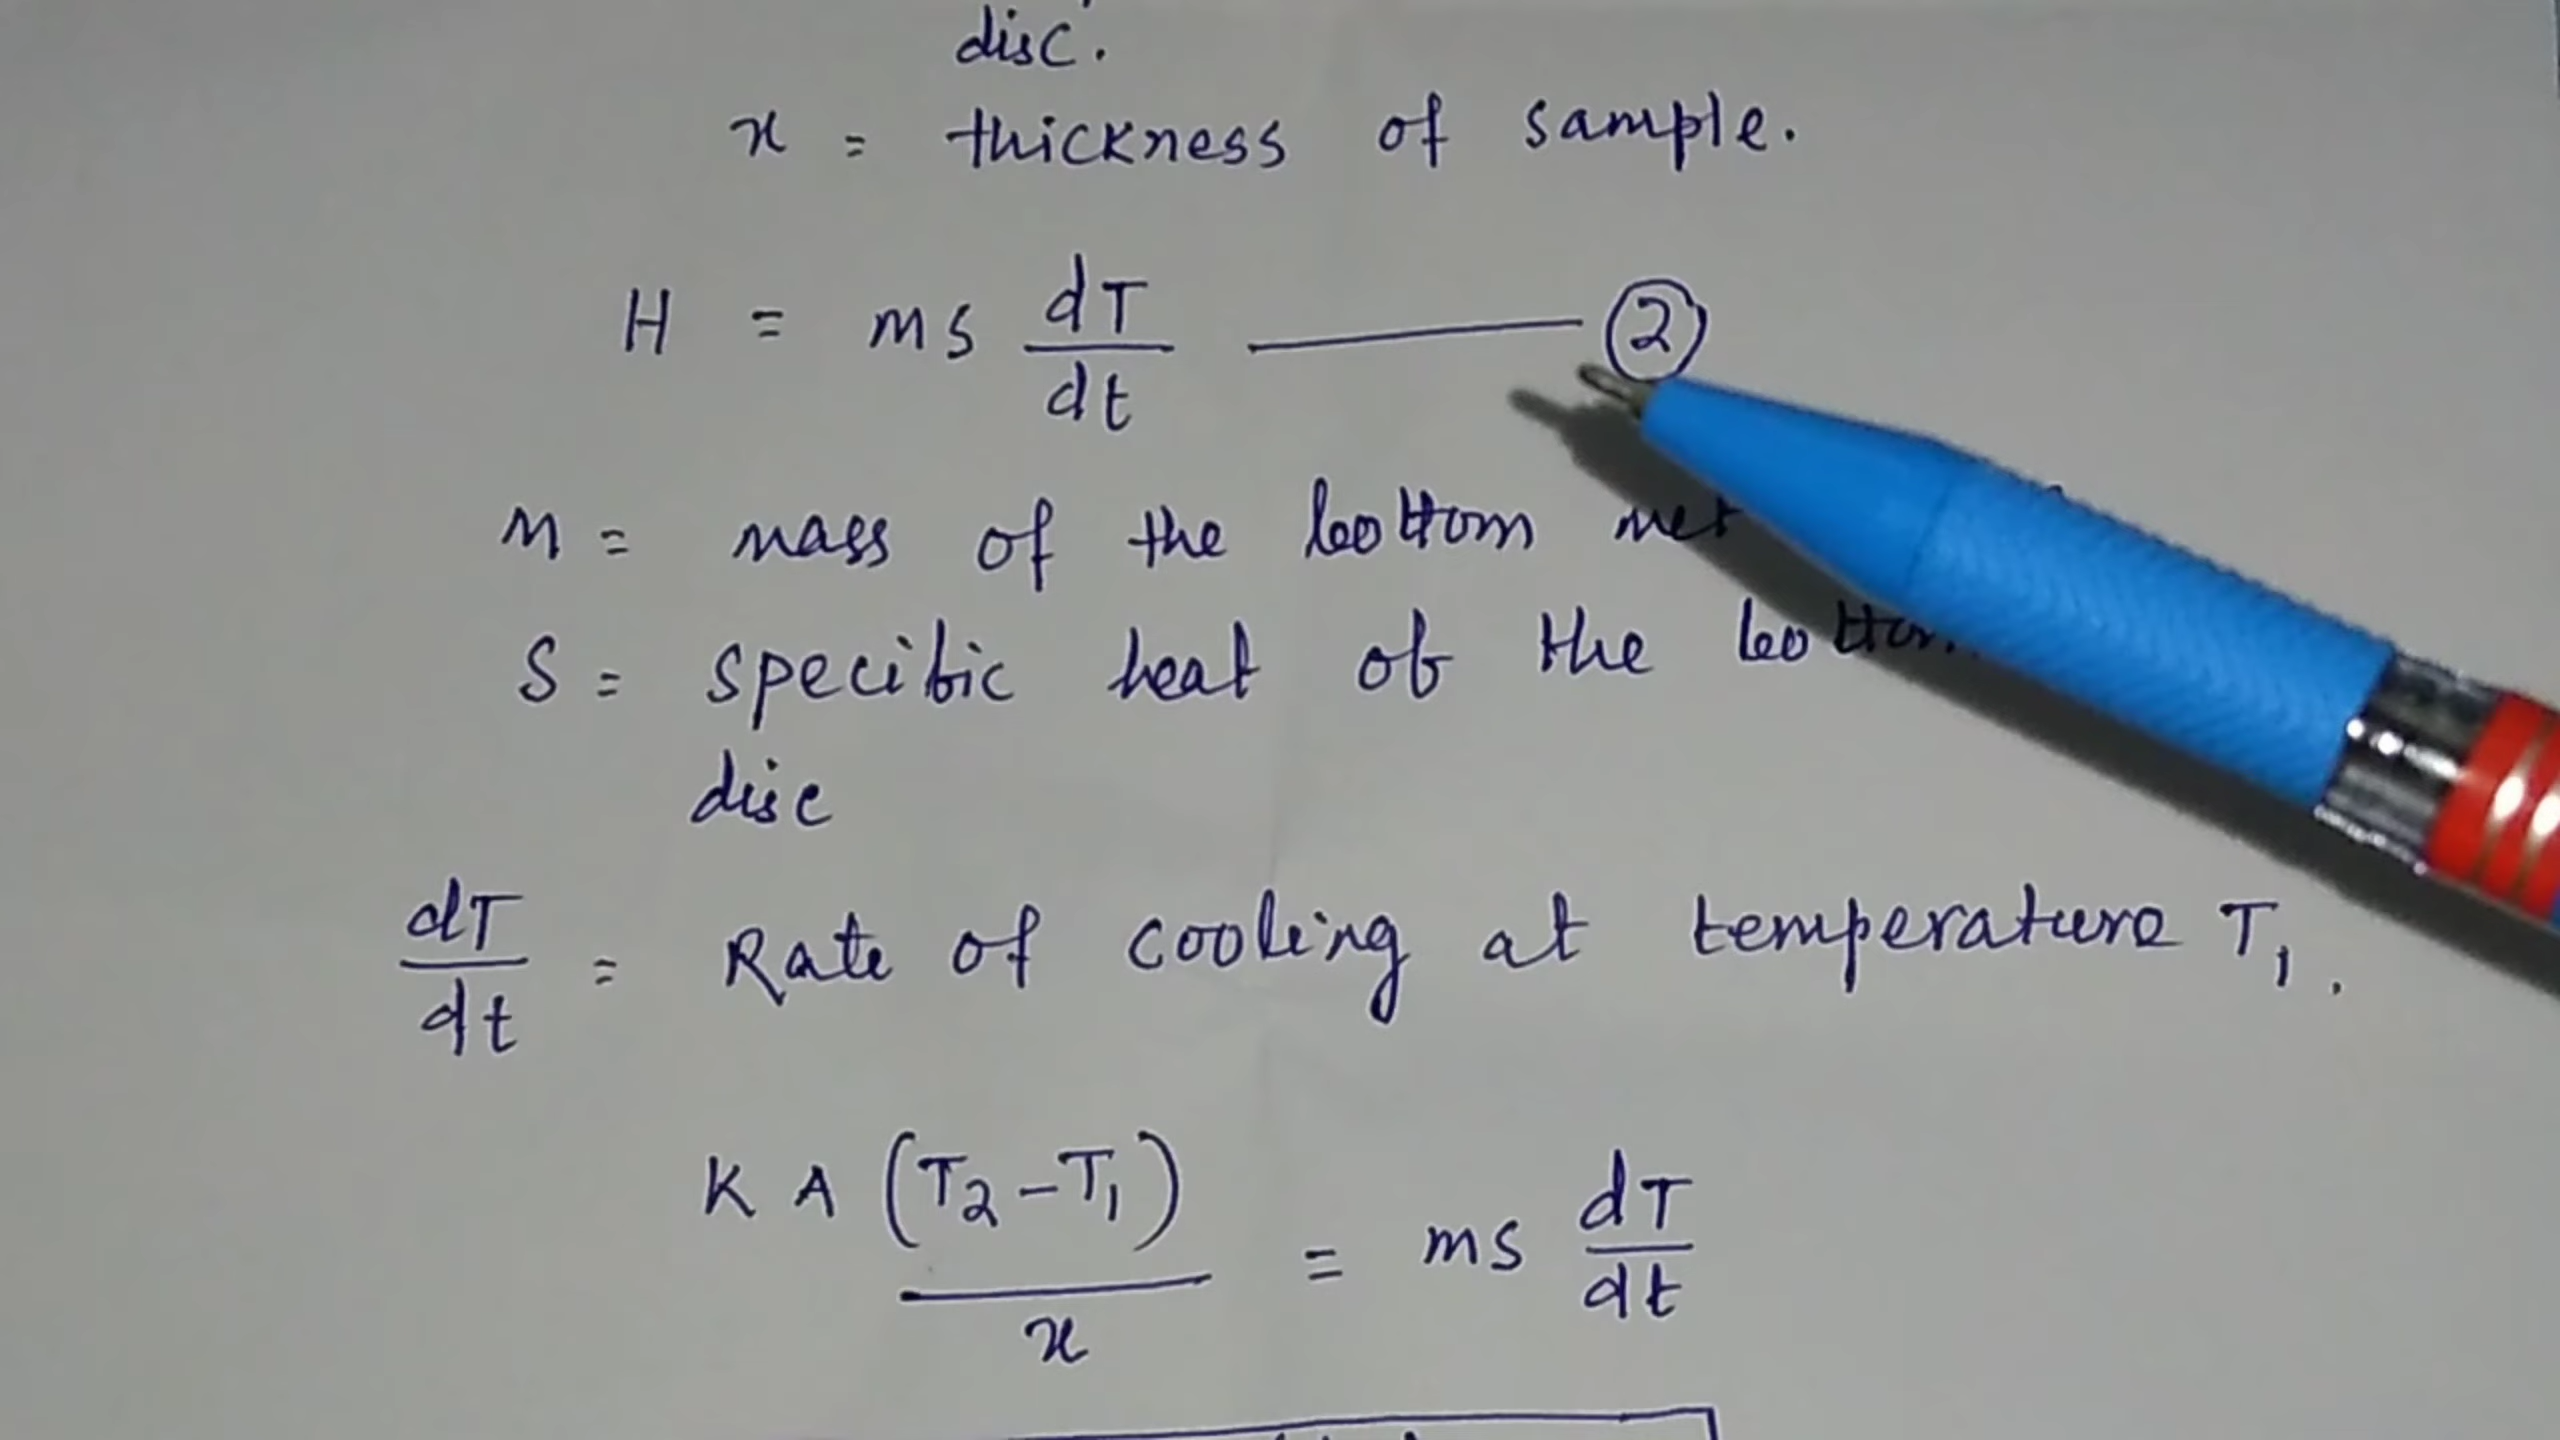 disc.
x = thickness of sample.
H = ms dT/dt ——— ②
M = mass of the bottom
S = specific heat of the
disc
dT/dt = Rate of cooling at temperature T₁.
K A (T₂-T₁)/x = ms dT/dt